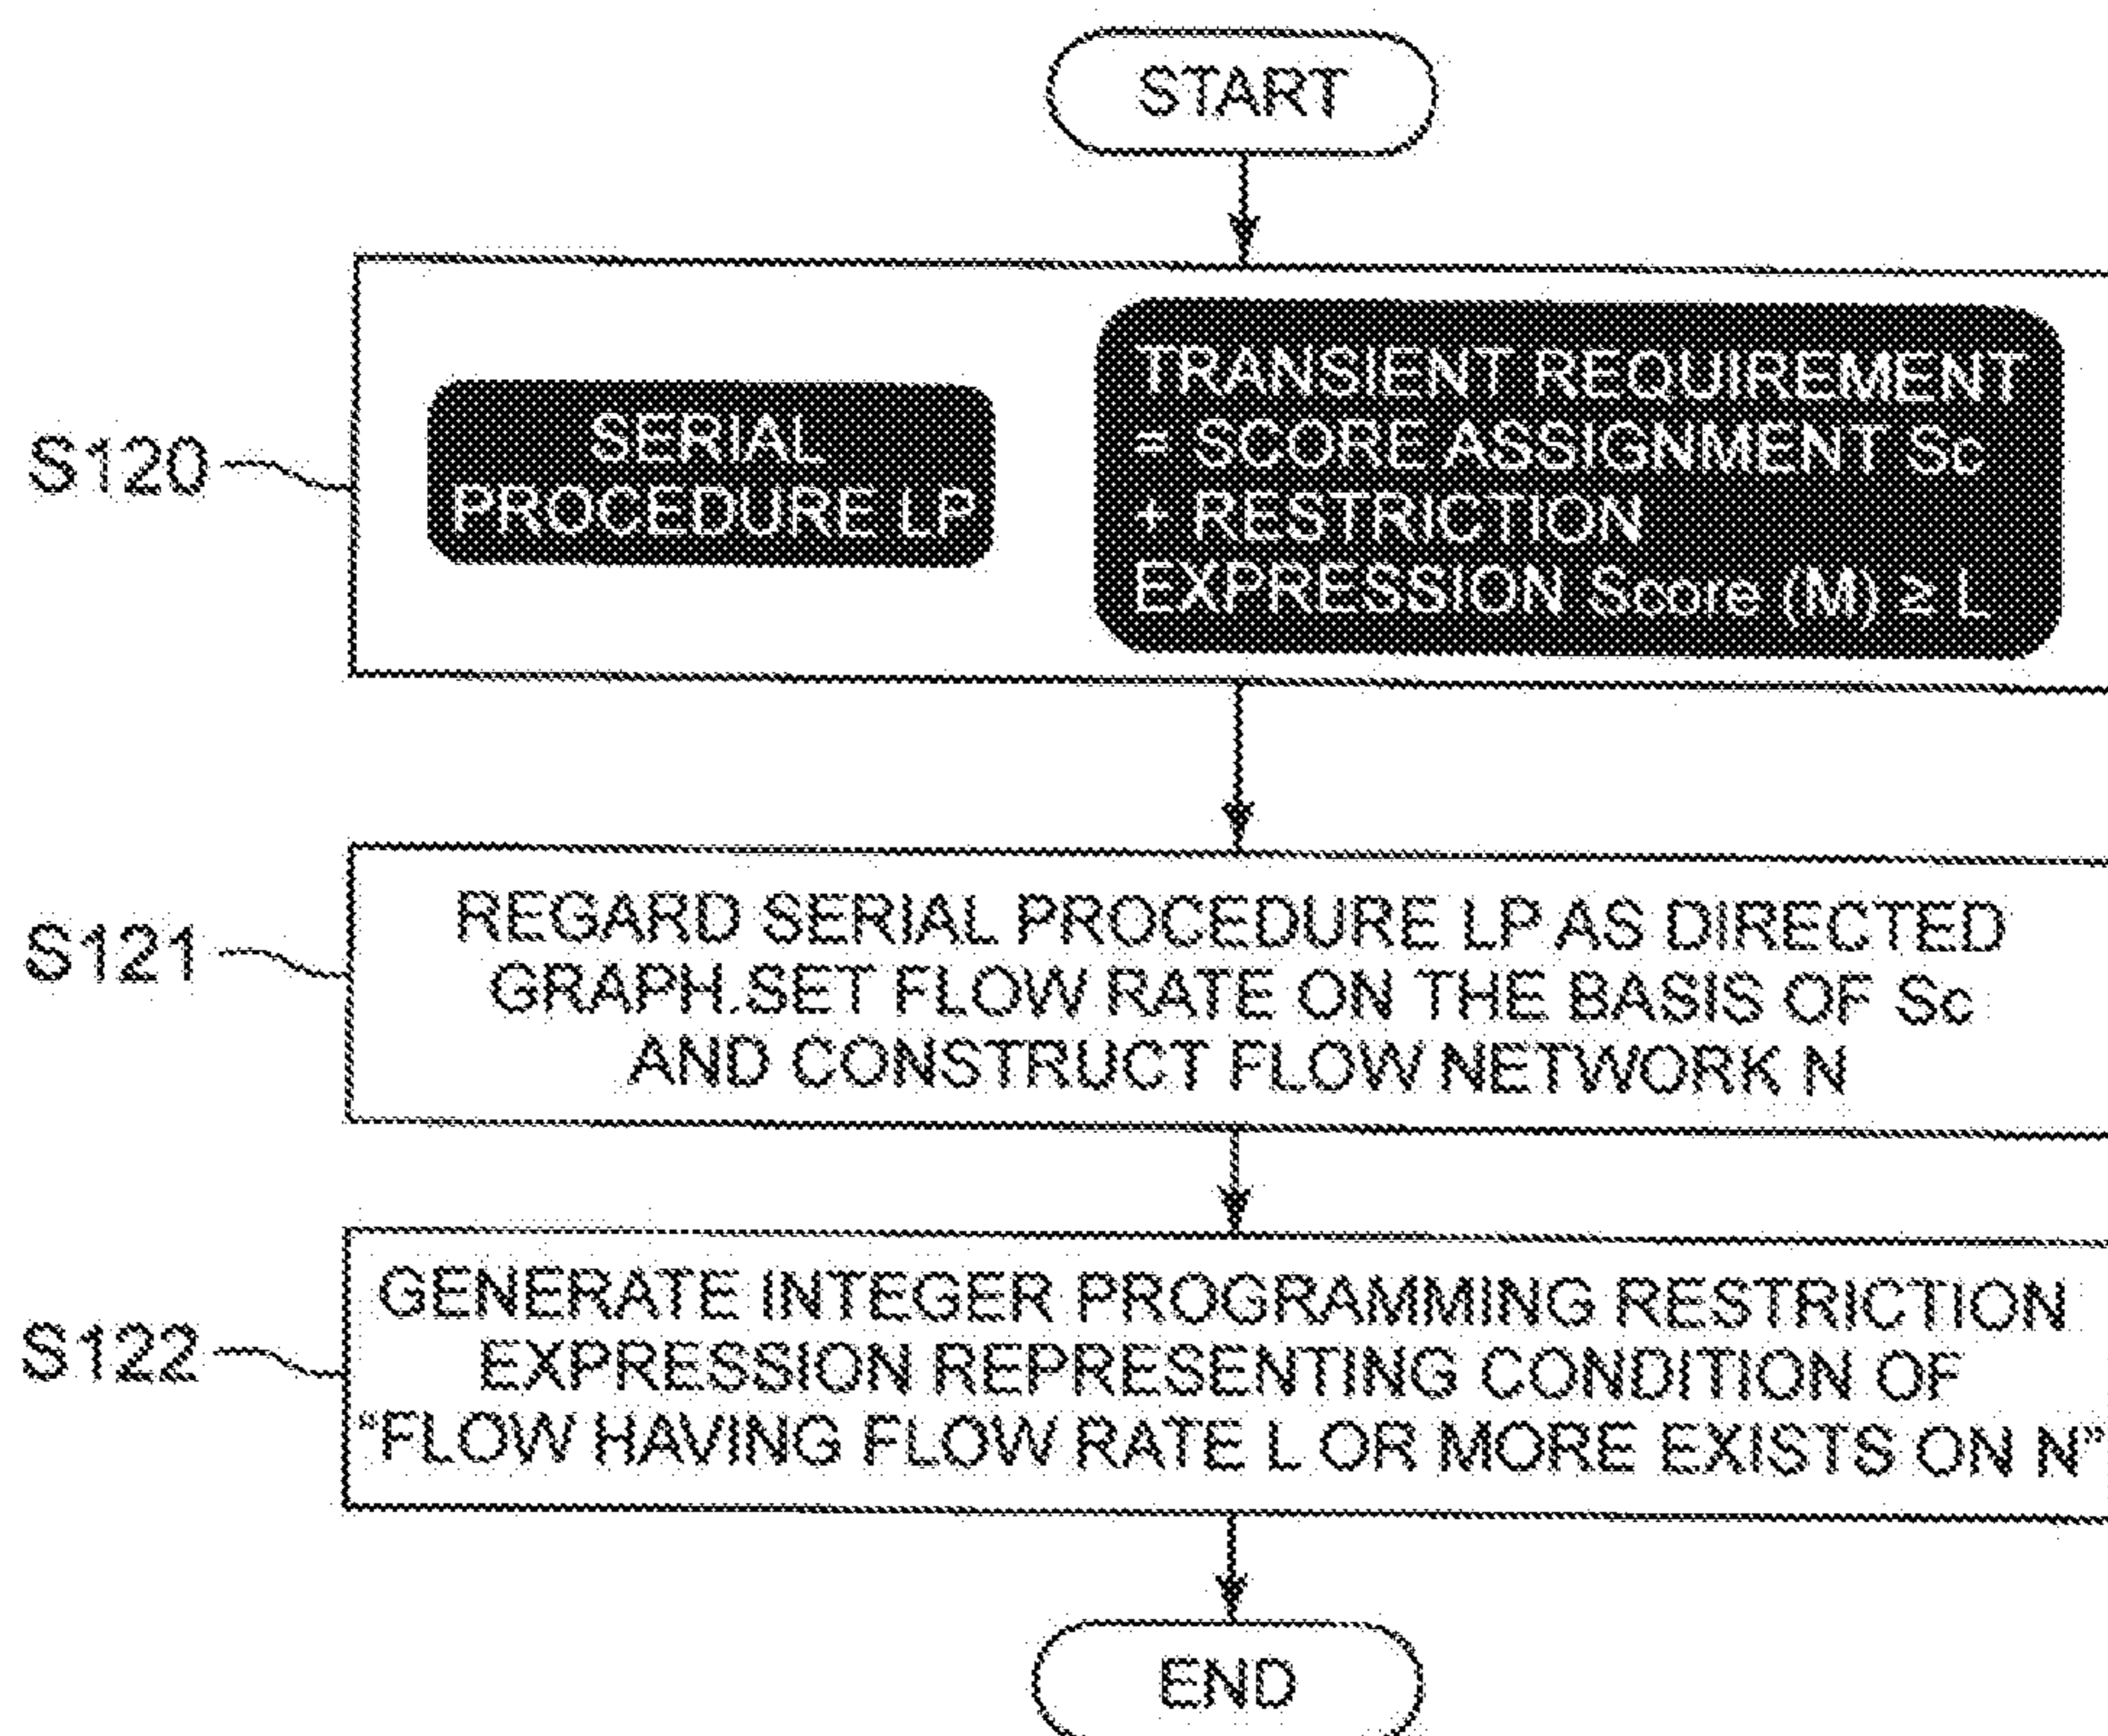 START
S120
SERIAL
PROCEDURE LP
TRANSIENT REQUIREMENT
= SCORE ASSIGNMENT Sc
+ RESTRICTION
EXPRESSION Score (M) ≥ L
S121
REGARD SERIAL PROCEDURE LP AS DIRECTED
GRAPH.SET FLOW RATE ON THE BASIS OF Sc
AND CONSTRUCT FLOW NETWORK N
S122
GENERATE INTEGER PROGRAMMING RESTRICTION
EXPRESSION REPRESENTING CONDITION OF
“FLOW HAVING FLOW RATE L OR MORE EXISTS ON N”
END